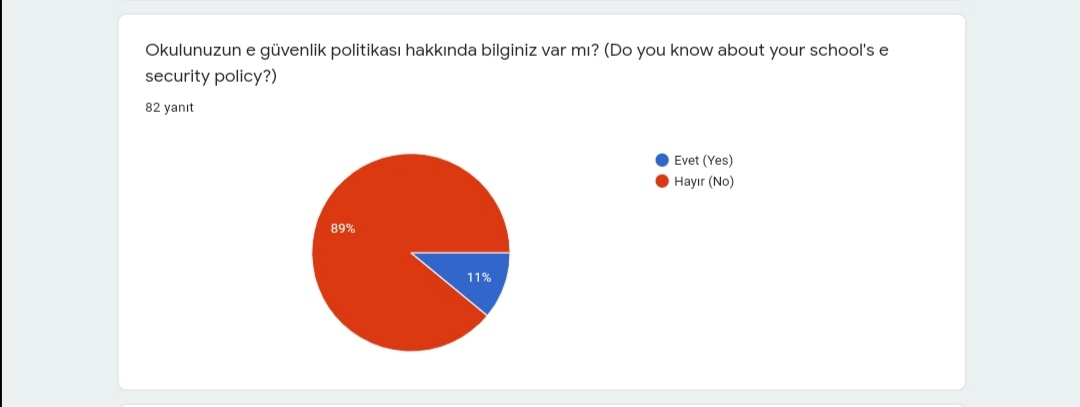 Okulunuzun e güvenlik politikası hakkında bilginiz var mı? (Do you know about your school's e
security policy?)
82 yanıt
Evet (Yes)
Hayır (No)
89%
11%